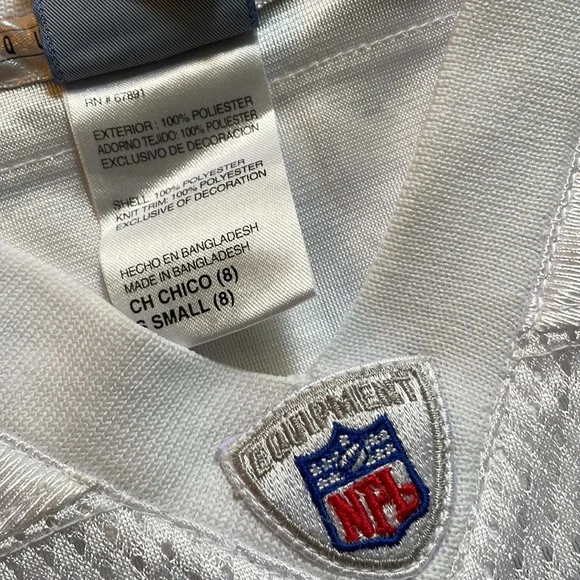 RN # 67891
EXTERIOR : 100% POLIESTER
ADORNO TEJIDO: 100% POLIESTER
EXCLUSIVO DE DECORACION
SHELL: 100% POLYESTER
KNIT TRIM: 100% POLYESTER
EXCLUSIVE OF DECORATION
HECHO EN BANGLADESH
MADE IN BANGLADESH
CH CHICO (8)
S SMALL (8)
EQUIPMENT
NFL